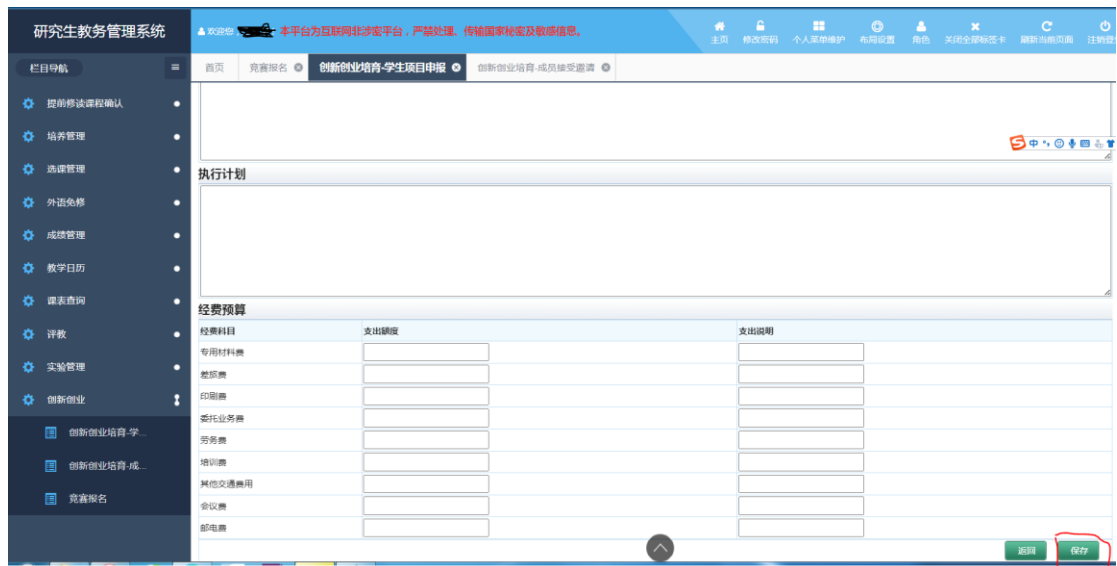 研究生教务管理系统
欢迎您
本平台为互联网非涉密平台，严禁处理、传输国家秘密及敏感信息。
主页
修改密码
个人菜单维护
布局设置
角色
关闭全部标签卡
刷新当前页面
注销登
栏目导航
首页
竞赛报名
创新创业培育-学生项目申报
创新创业培育-成员接受邀请
提前修读课程确认
培养管理
选课管理
外语免修
成绩管理
教学日历
课表查询
评教
实验管理
创新创业
创新创业培育-学...
创新创业培育-成...
竞赛报名
中
执行计划
经费预算
经费科目 支出额度 支出说明
专用材料费
差旅费
印刷费
委托业务费
劳务费
培训费
其他交通费用
会议费
邮电费
返回
保存